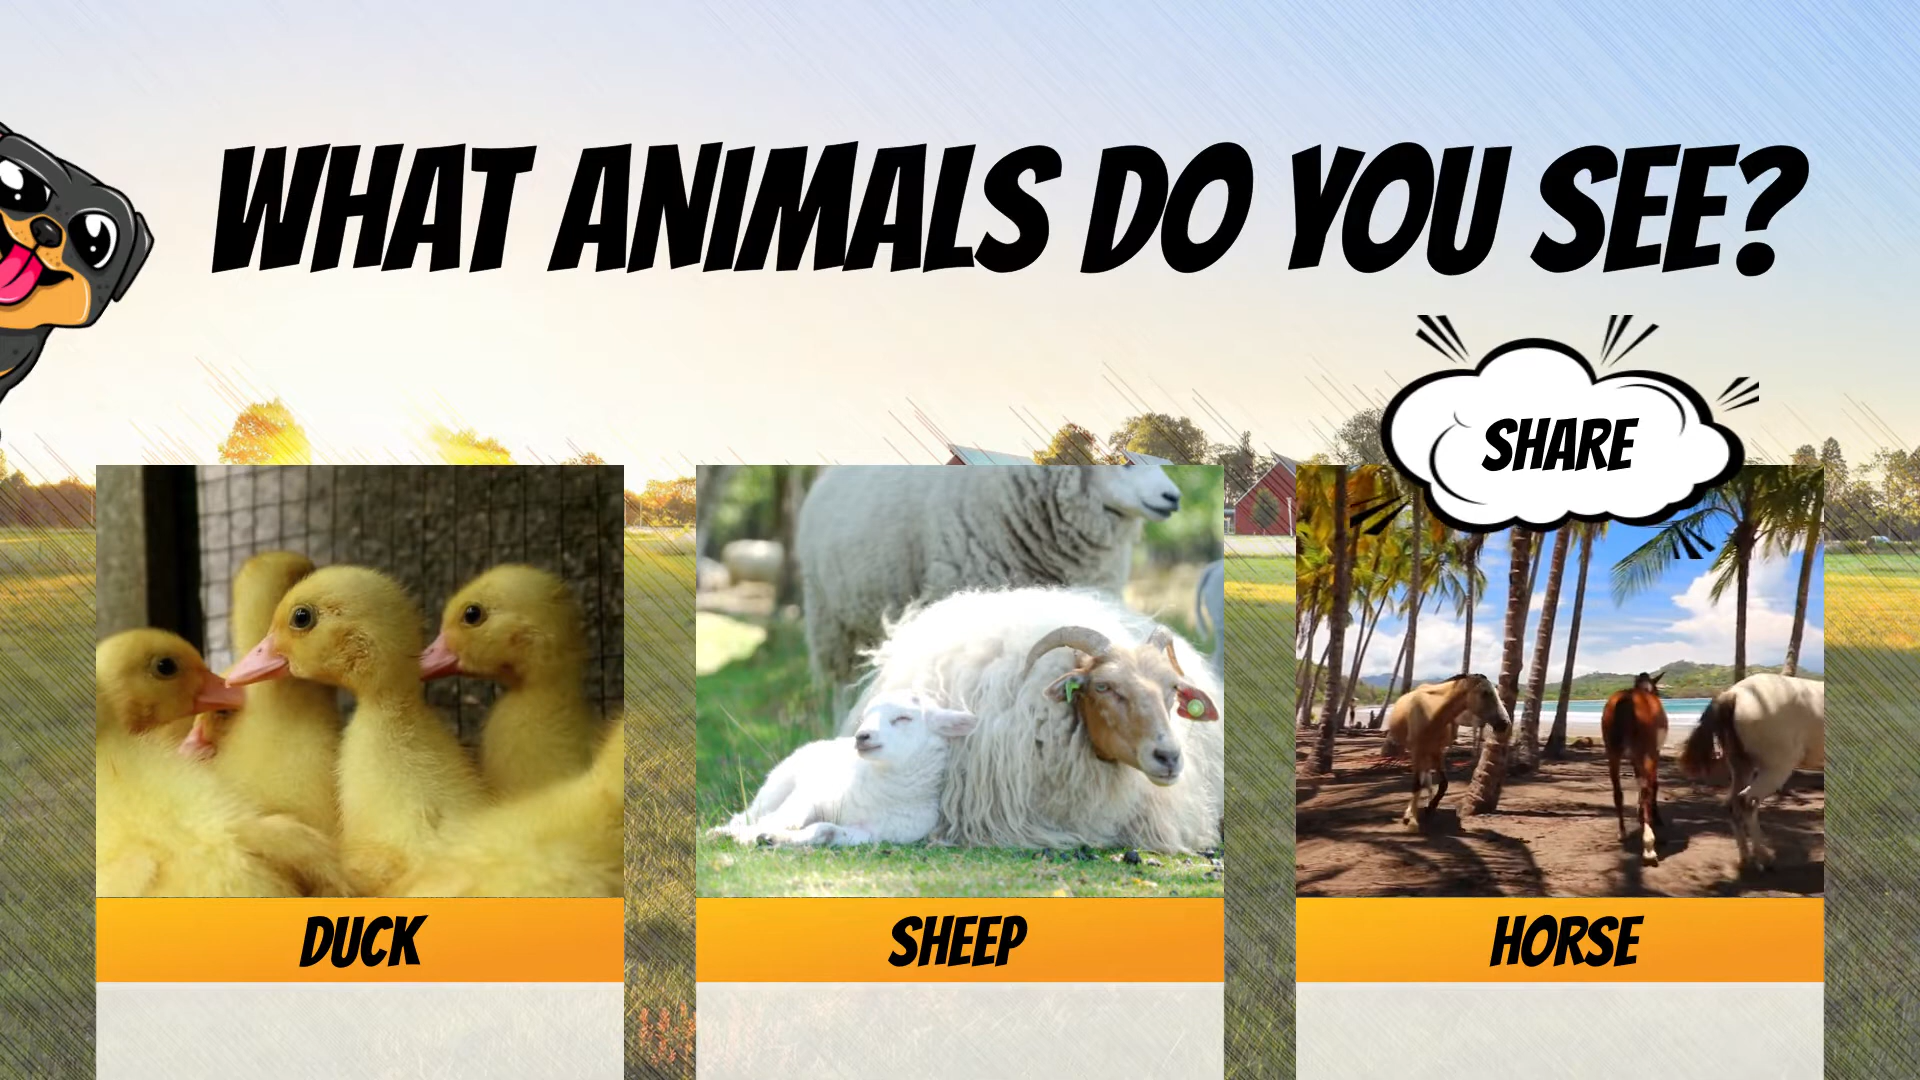 WHAT ANIMALS DO YOU SEE?
SHARE
DUCK
SHEEP
HORSE